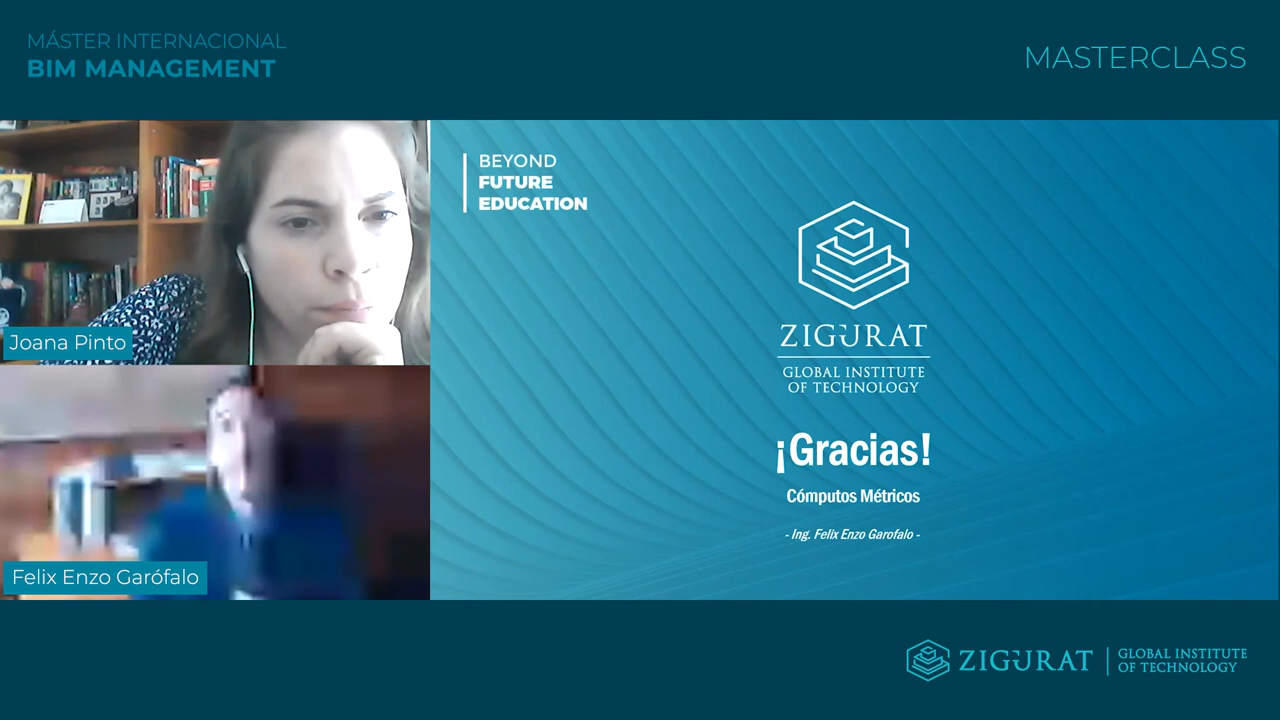 MÁSTER INTERNACIONAL
BIM MANAGEMENT
MASTERCLASS
Joana Pinto
Felix Enzo Garófalo
BEYOND
FUTURE
EDUCATION
ZIGURAT
GLOBAL INSTITUTE
OF TECHNOLOGY
¡Gracias!
Cómputos Métricos
- Ing. Felix Enzo Garofalo -
ZIGURAT
GLOBAL INSTITUTE
OF TECHNOLOGY